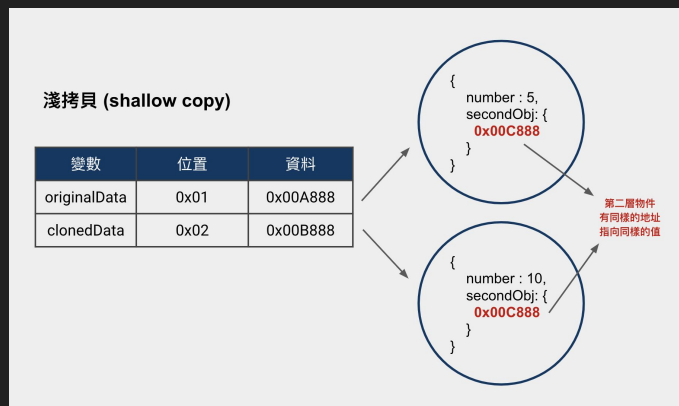 淺拷貝 (shallow copy)
變數 位置 資料
originalData 0x01 0x00A888
clonedData 0x02 0x00B888
{
number : 5,
secondObj: {
0x00C888
}
}
{
number : 10,
secondObj: {
0x00C888
}
}
第二層物件
有同樣的地址
指向同樣的值